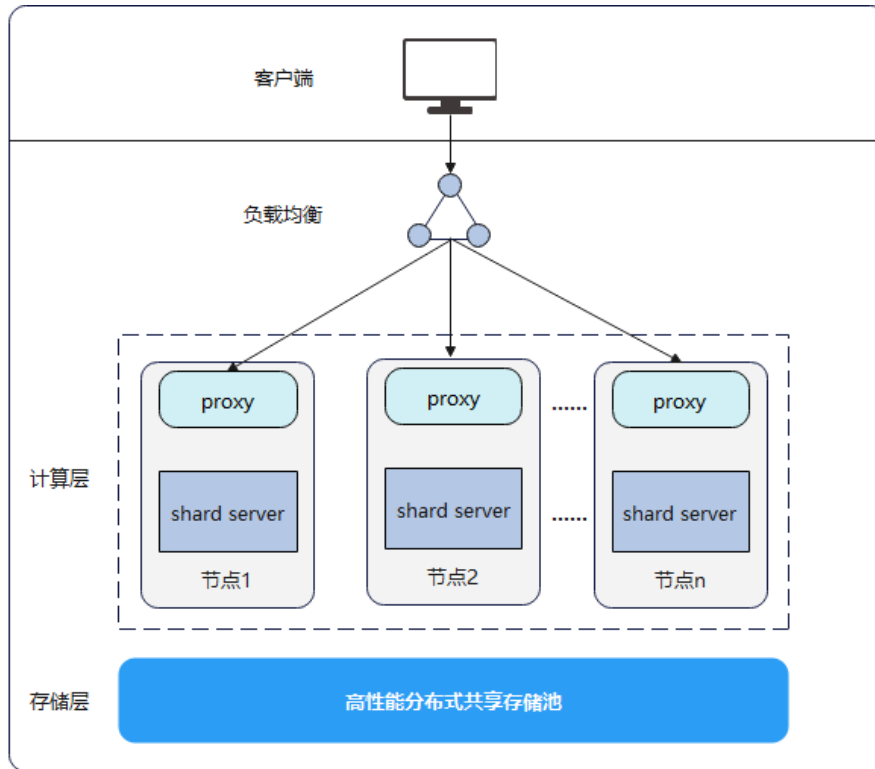 客户端
负载均衡
proxy
proxy
......
proxy
计算层
shard server
shard server
......
shard server
节点1
节点2
节点n
存储层
高性能分布式共享存储池